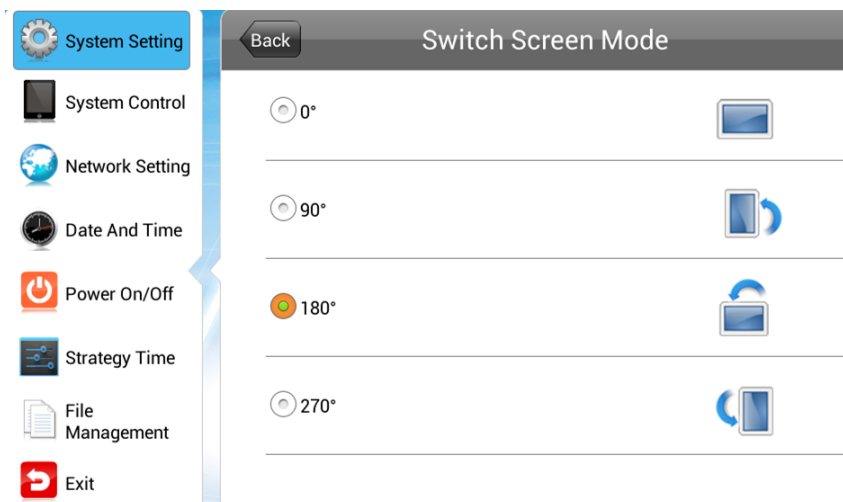 System Setting
System Control
Network Setting
Date And Time
Power On/Off
Strategy Time
File
Management
Exit
Back
Switch Screen Mode
0°
90°
180°
270°